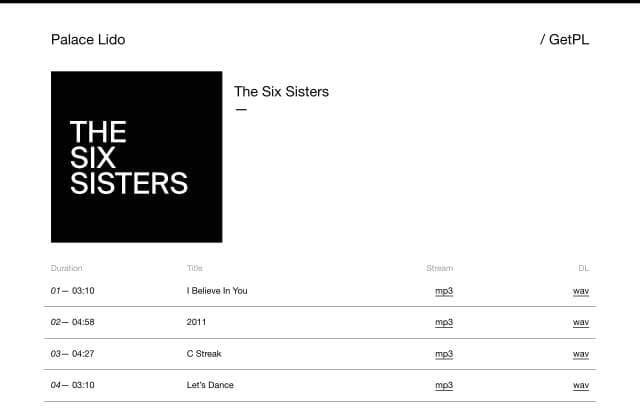 Palace Lido / GetPL
THE
SIX
SISTERS
The Six Sisters
—
Duration Title Stream DL
01— 03:10 I Believe In You mp3 wav
02— 04:58 2011 mp3 wav
03— 04:27 C Streak mp3 wav
04— 03:10 Let's Dance mp3 wav